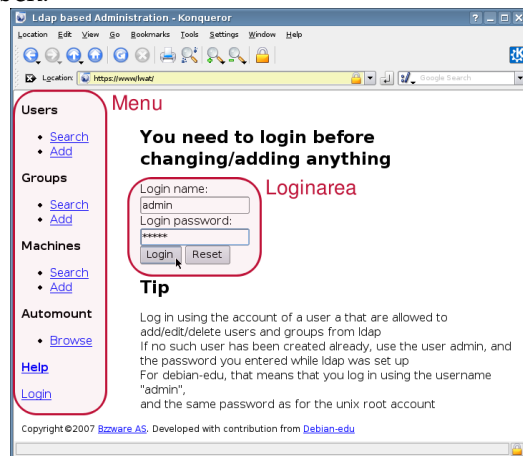 Ldap based Administration - Konqueror
Location Edit View Go Bookmarks Tools Settings Window Help
Location: https://www/lwat/ Google Search
Menu
Users
Search
Add
Groups
Search
Add
Machines
Search
Add
Automount
Browse
Help
Login
You need to login before
changing/adding anything
Loginarea
Login name:
admin
Login password:
*****
Login Reset
Tip
Log in using the account of a user a that are allowed to
add/edit/delete users and groups from ldap
If no such user has been created already, use the user admin, and
the password you entered while ldap was set up
For debian-edu, that means that you log in using the username
"admin",
and the same password as for the unix root account
Copyright©2007 Bzzware AS. Developed with contribution from Debian-edu